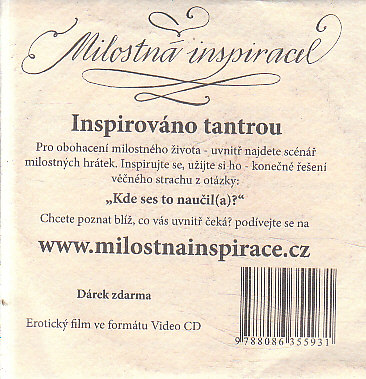 Milostná inspirace
Inspirováno tantrou
Pro obohacení milostného života - uvnitř najdete scénář
milostných hrátek. Inspirujte se, užijte si ho - konečné řešení
věčného strachu z otázky:
„Kde ses to naučil(a)?“
Chcete poznat blíž, co vás uvnitř čeká? podívejte se na
www.milostnainspirace.cz
Dárek zdarma
Erotický film ve formátu Video CD
9 788086 355931